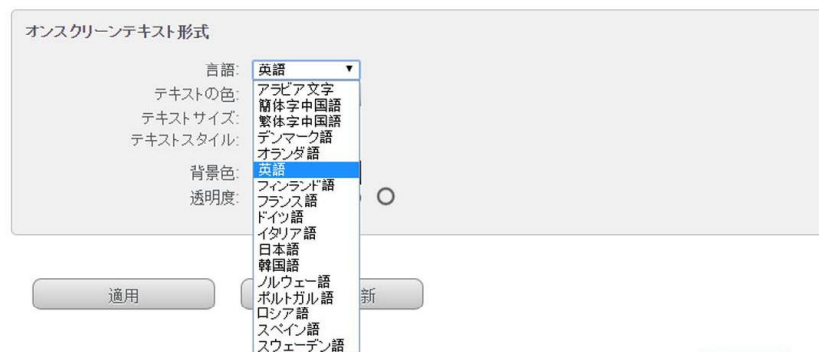 オンスクリーンテキスト形式
言語: 英語
テキストの色:
テキストサイズ:
テキストスタイル:
背景色:
透明度:
アラビア文字
簡体字中国語
繁体字中国語
デンマーク語
オランダ語
英語
フィンランド語
フランス語
ドイツ語
イタリア語
日本語
韓国語
ノルウェー語
ポルトガル語
ロシア語
スペイン語
スウェーデン語
適用
新